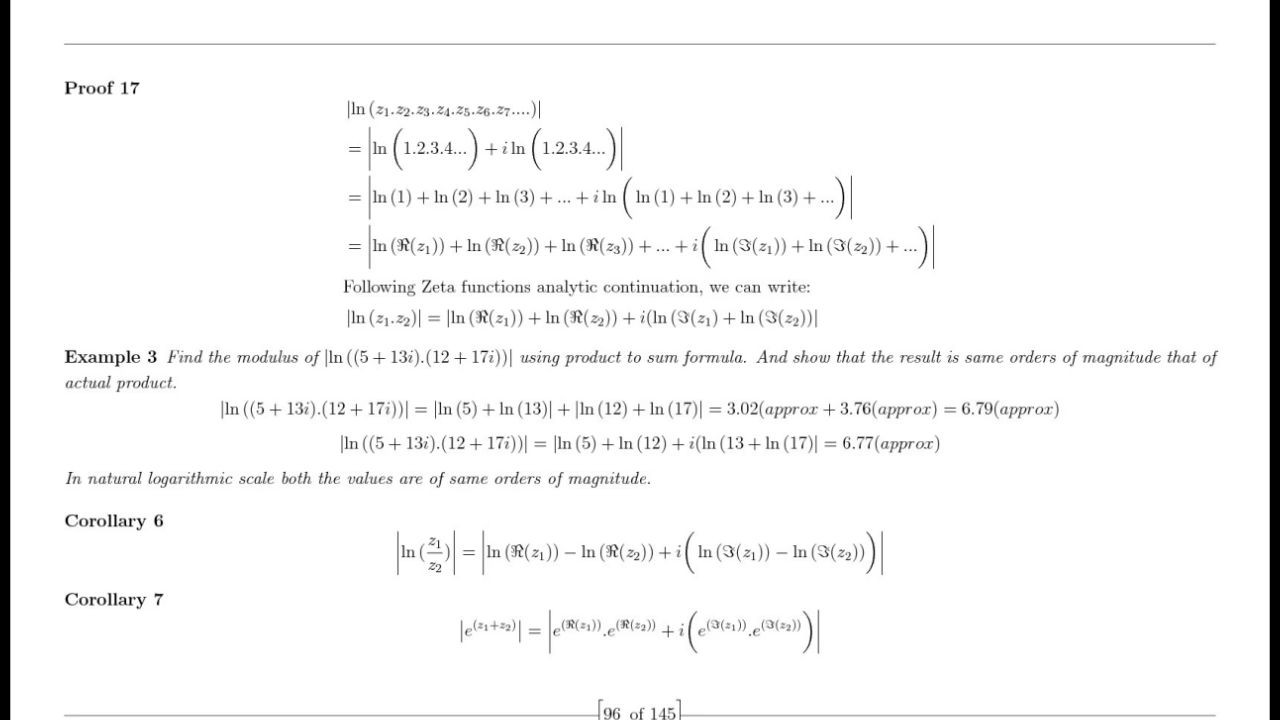 Proof 17
|ln (z₁.z₂.z₃.z₄.z₅.z₆.z₇....)|
= |ln (1.2.3.4...) + i ln (1.2.3.4...)|
= |ln (1) + ln (2) + ln (3) + ... + i ln ( ln (1) + ln (2) + ln (3) + ...)|
= |ln (ℜ(z₁)) + ln (ℜ(z₂)) + ln (ℜ(z₃)) + ... + i( ln (ℑ(z₁)) + ln (ℑ(z₂)) + ...)|
Following Zeta functions analytic continuation, we can write:
|ln (z₁.z₂)| = |ln (ℜ(z₁)) + ln (ℜ(z₂)) + i(ln (ℑ(z₁) + ln (ℑ(z₂))|
Example 3 Find the modulus of |ln ((5 + 13i).(12 + 17i))| using product to sum formula. And show that the result is same orders of magnitude that of
actual product.
|ln ((5 + 13i).(12 + 17i))| = |ln (5) + ln (13)| + |ln (12) + ln (17)| = 3.02(approx + 3.76(approx) = 6.79(approx)
|ln ((5 + 13i).(12 + 17i))| = |ln (5) + ln (12) + i(ln (13 + ln (17)| = 6.77(approx)
In natural logarithmic scale both the values are of same orders of magnitude.
Corollary 6
|ln (z₁/z₂)| = |ln (ℜ(z₁)) − ln (ℜ(z₂)) + i( ln (ℑ(z₁)) − ln (ℑ(z₂)))|
Corollary 7
|e^(z₁+z₂)| = |e^(ℜ(z₁)).e^(ℜ(z₂)) + i(e^(ℑ(z₁)).e^(ℑ(z₂)))|
[96 of 145]